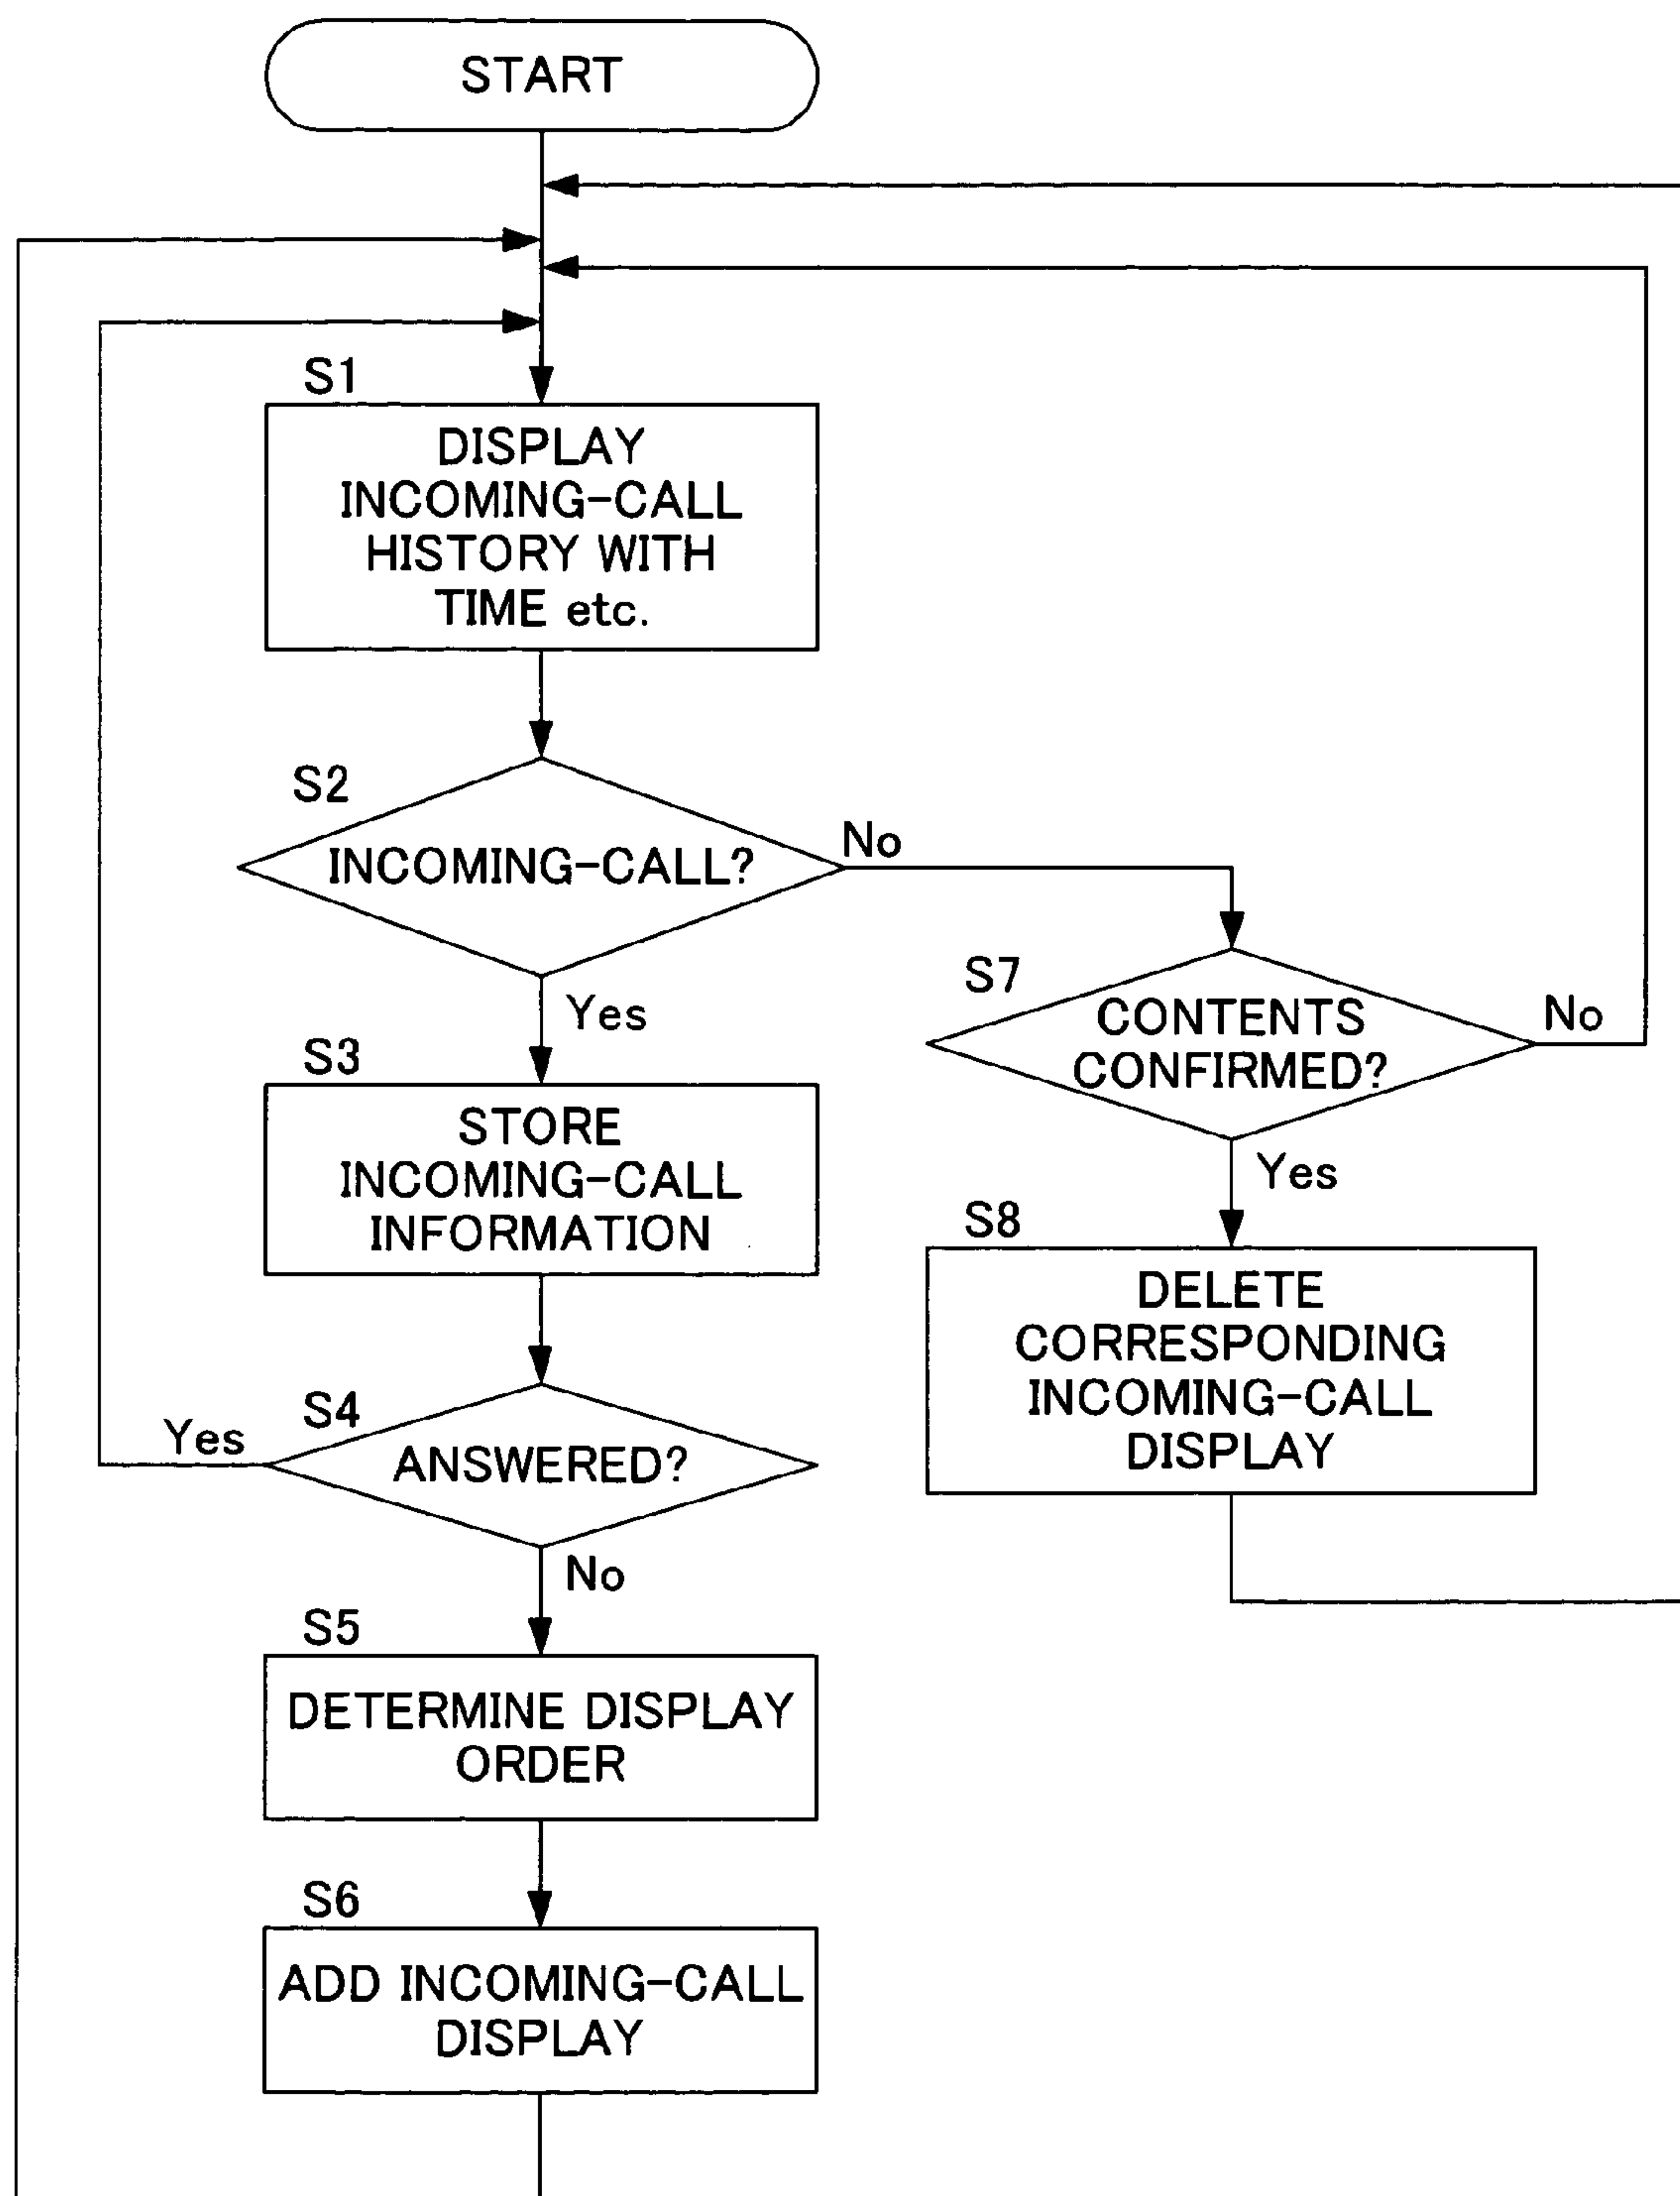 START
S1
DISPLAY
INCOMING-CALL
HISTORY WITH
TIME etc.
S2
INCOMING-CALL?
No
Yes
S7
CONTENTS
CONFIRMED?
No
Yes
S3
STORE
INCOMING-CALL
INFORMATION
S8
DELETE
CORRESPONDING
INCOMING-CALL
DISPLAY
S4
Yes
ANSWERED?
No
S5
DETERMINE DISPLAY
ORDER
S6
ADD INCOMING-CALL
DISPLAY